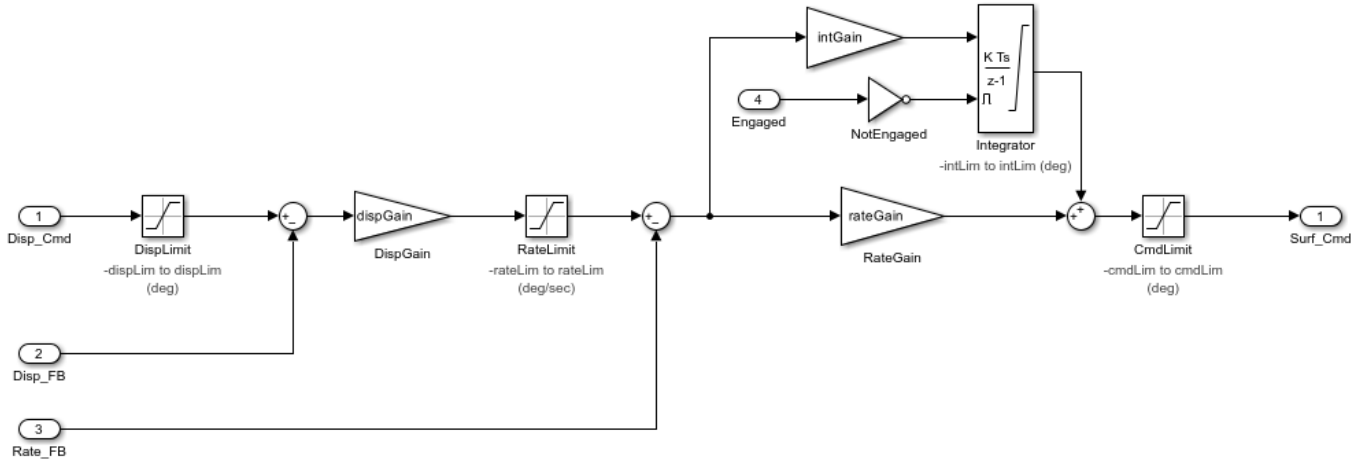 intGain
K Ts
z-1
4
Engaged
NotEngaged
Integrator
-intLim to intLim (deg)
1
Disp_Cmd
DispLimit
-dispLim to dispLim
(deg)
+
-
dispGain
DispGain
RateLimit
-rateLim to rateLim
(deg/sec)
+
-
rateGain
RateGain
+
+
CmdLimit
-cmdLim to cmdLim
(deg)
1
Surf_Cmd
2
Disp_FB
3
Rate_FB